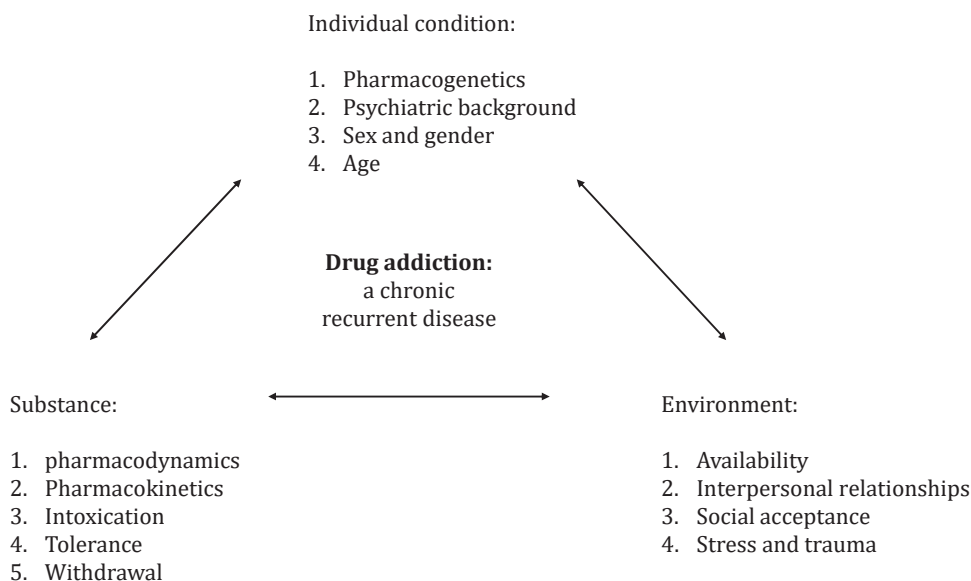 Individual condition:
1. Pharmacogenetics
2. Psychiatric background
3. Sex and gender
4. Age
Drug addiction:
a chronic
recurrent disease
Substance:
1. pharmacodynamics
2. Pharmacokinetics
3. Intoxication
4. Tolerance
5. Withdrawal
Environment:
1. Availability
2. Interpersonal relationships
3. Social acceptance
4. Stress and trauma